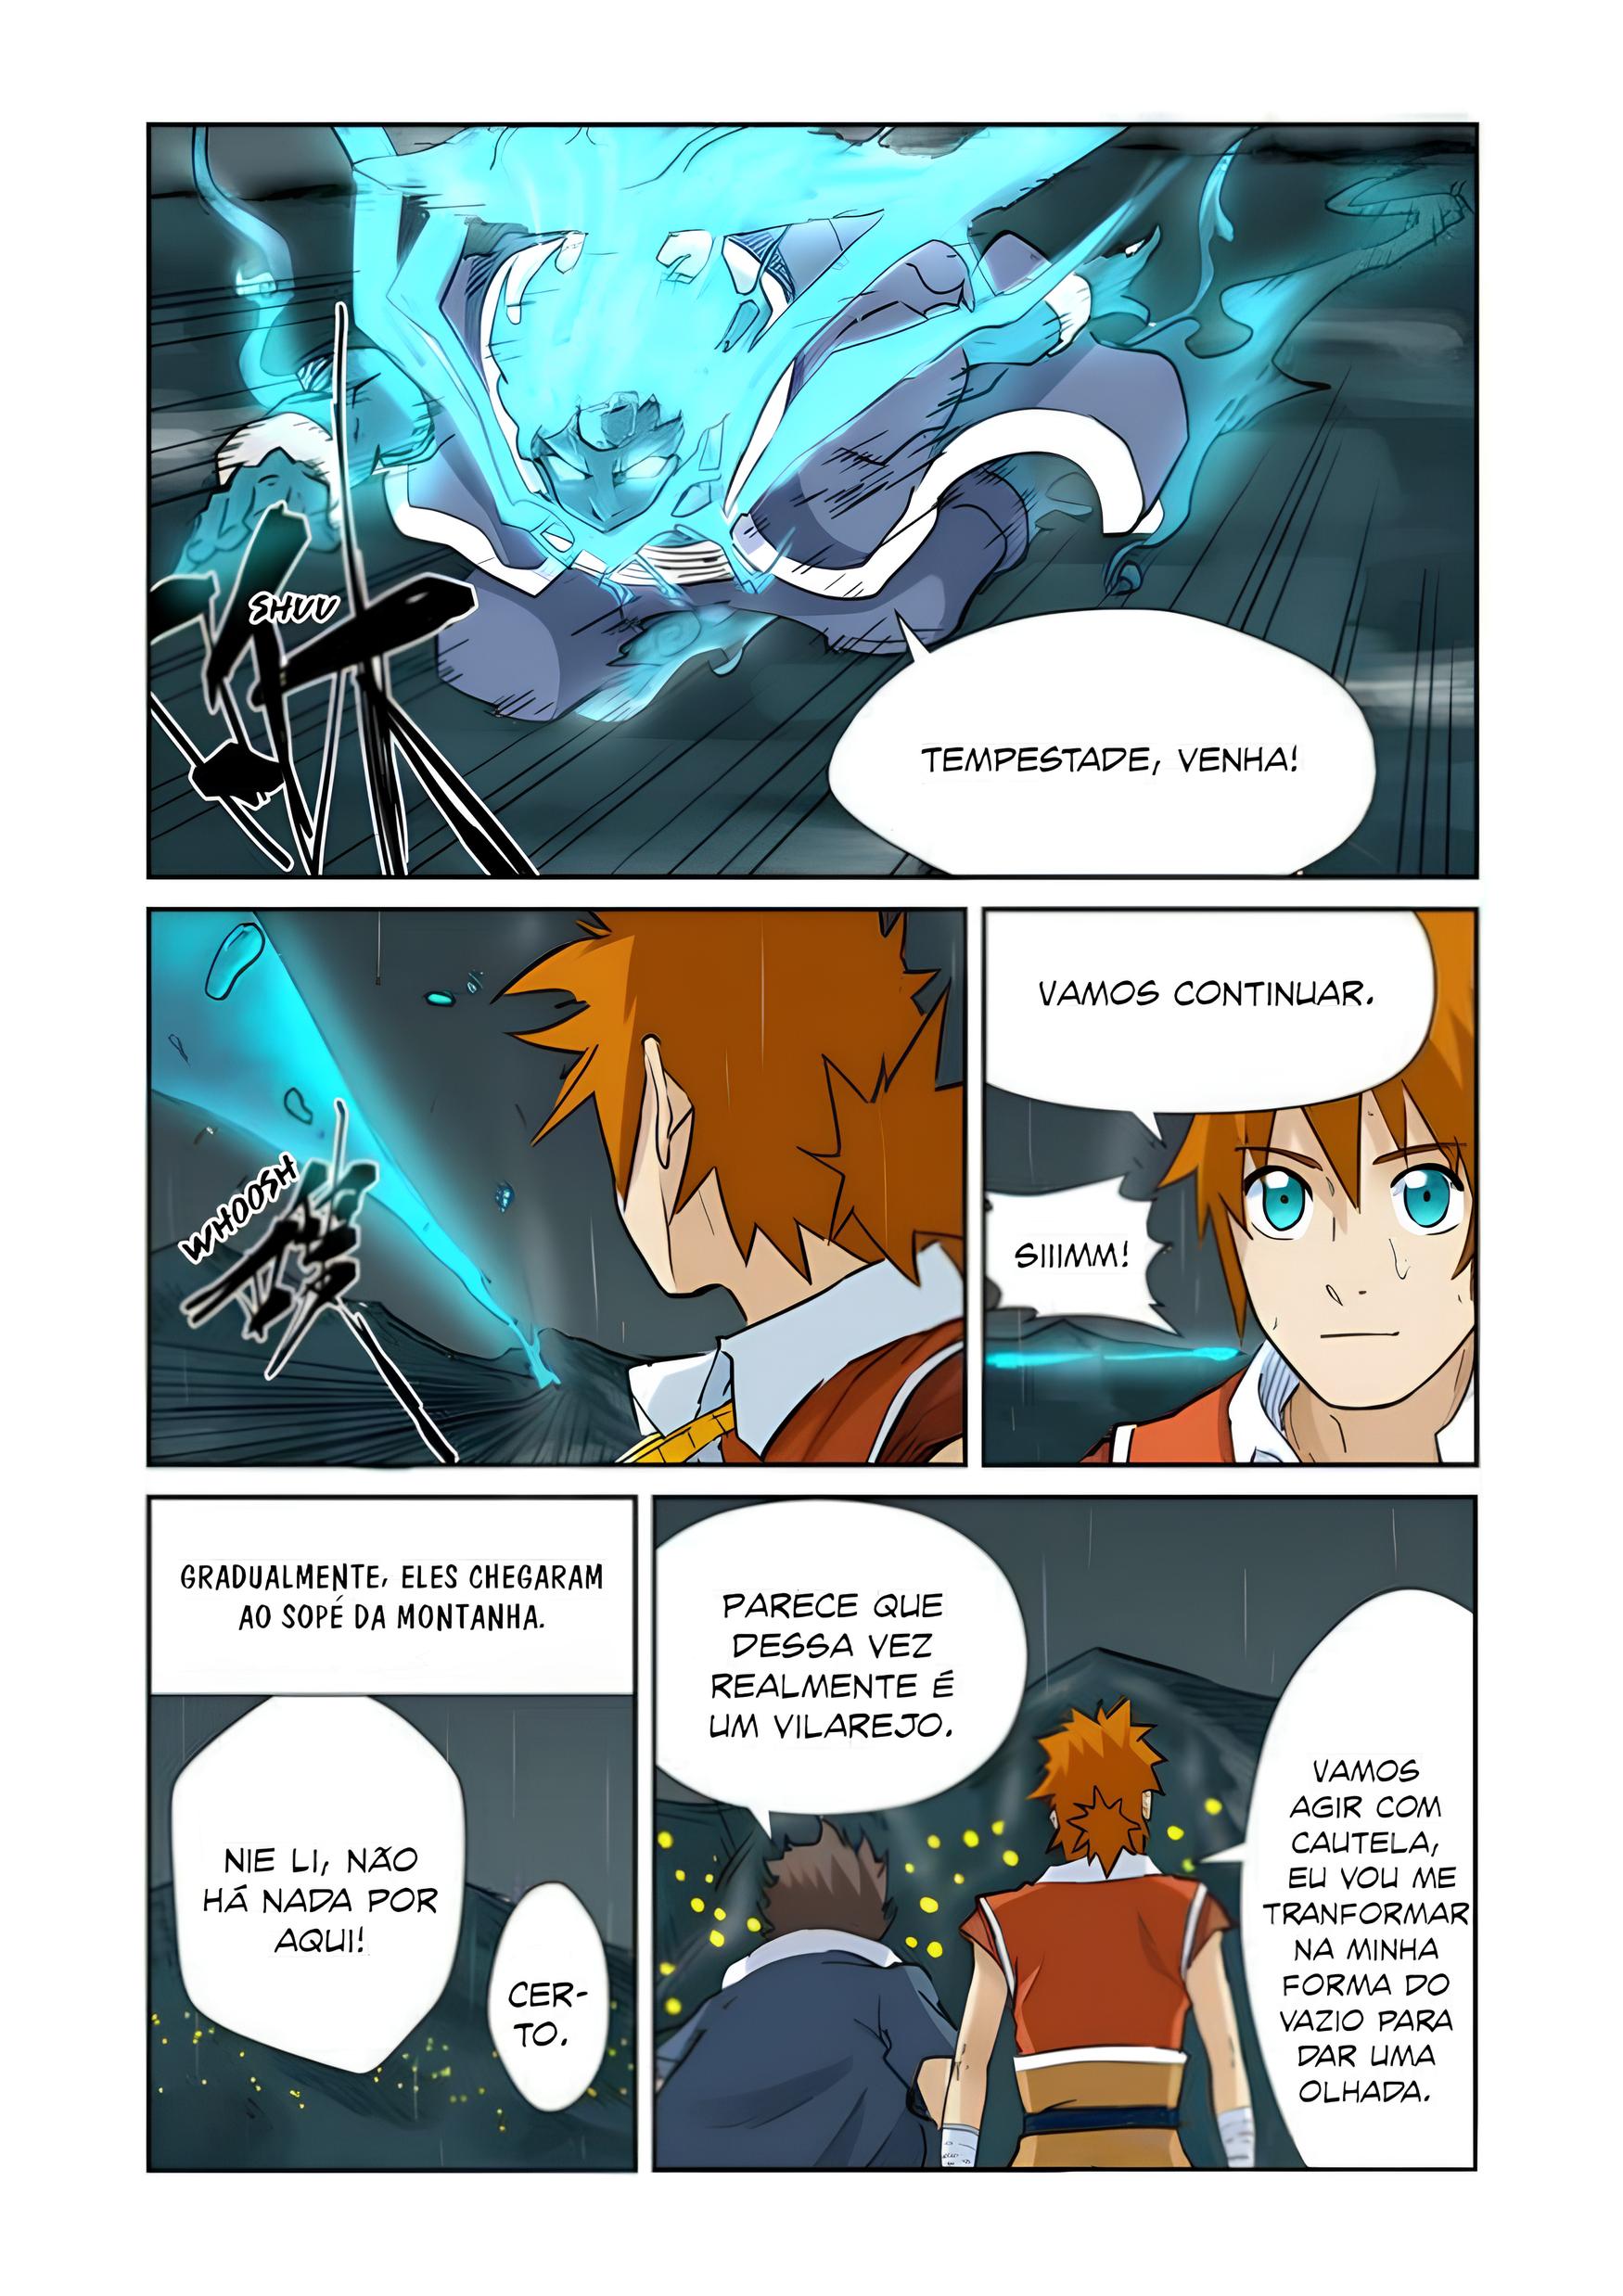 SHUU
TEMPESTADE, VENHA!
WHOOSH
VAMOS CONTINUAR.
SIIIMM!
GRADUALMENTE, ELES CHEGARAM
AO SOPÉ DA MONTANHA.
NIE LI, NÃO
HÁ NADA POR
AQUI!
CER-
TO.
PARECE QUE
DESSA VEZ
REALMENTE É
UM VILAREJO.
VAMOS
AGIR COM
CAUTELA,
EU VOU ME
TRANFORMAR
NA MINHA
FORMA DO
VAZIO PARA
DAR UMA
OLHADA.